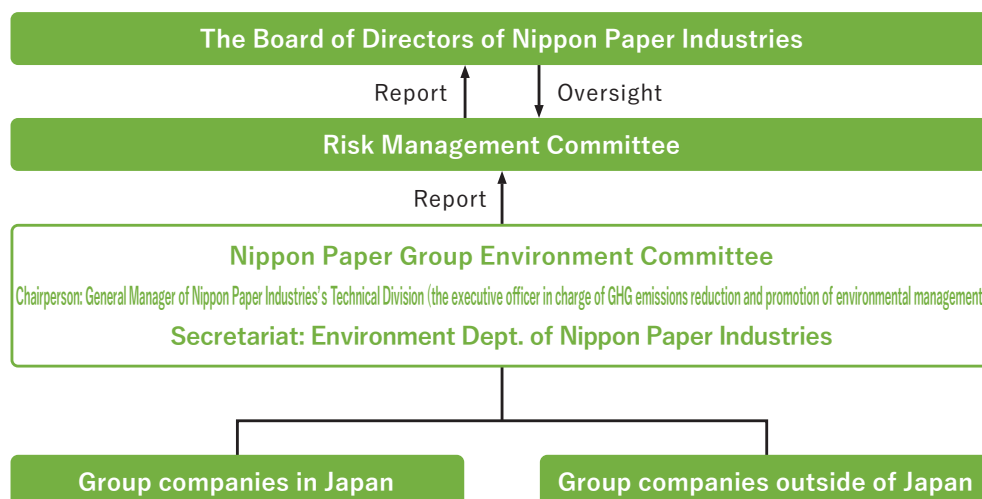 The Board of Directors of Nippon Paper Industries
Report
Oversight
Risk Management Committee
Report
Nippon Paper Group Environment Committee
Chairperson: General Manager of Nippon Paper Industries's Technical Division (the executive officer in charge of GHG emissions reduction and promotion of environmental management
Secretariat: Environment Dept. of Nippon Paper Industries
Group companies in Japan
Group companies outside of Japan